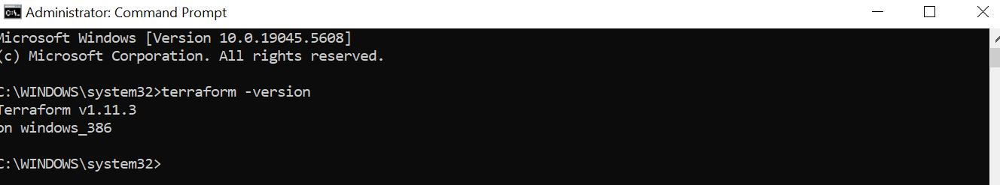 Administrator: Command Prompt
Microsoft Windows [Version 10.0.19045.5608]
(c) Microsoft Corporation. All rights reserved.
C:\WINDOWS\system32>terraform -version
Terraform v1.11.3
on windows_386
C:\WINDOWS\system32>